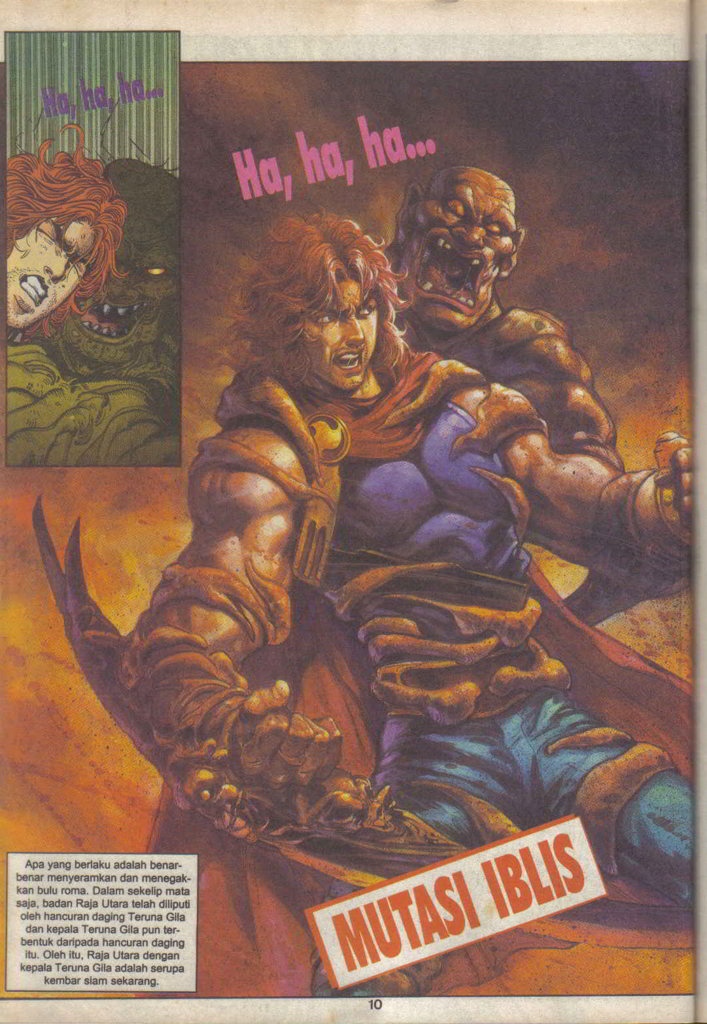 Ha, ha, ha...
Ha, ha, ha...
Apa yang berlaku adalah benar-
benar menyeramkan dan menegak-
kan bulu roma. Dalam sekelip mata
saja, badan Raja Utara telah diliputi
oleh hancuran daging Teruna Gila
dan kepala Teruna Gila pun ter-
bentuk daripada hancuran daging
itu. Oleh itu, Raja Utara dengan
kepala Teruna Gila adalah serupa
kembar siam sekarang.
MUTASI IBLIS
10